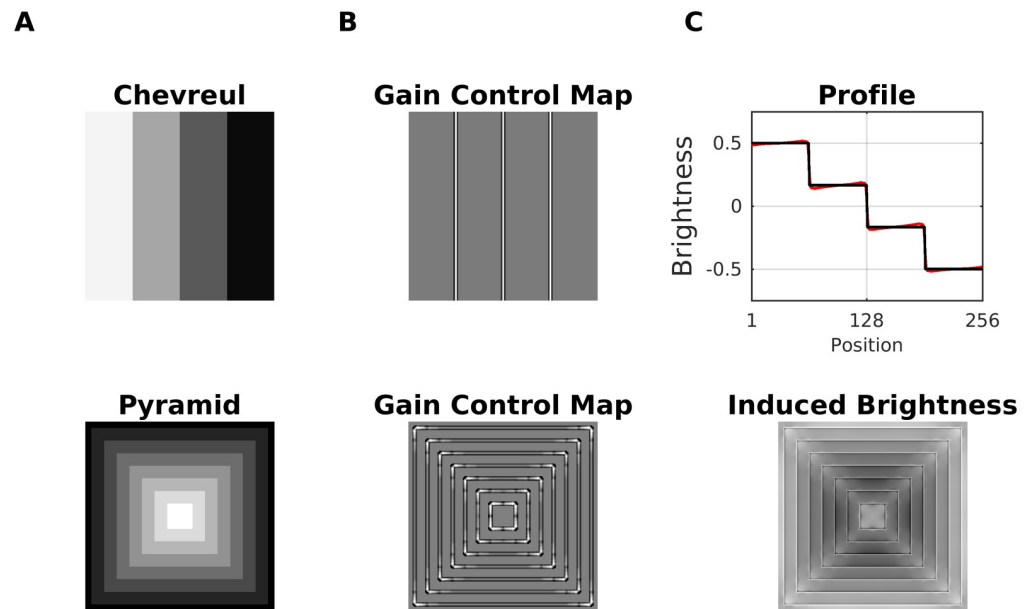 A
B
C
Chevreul
Gain Control Map
Profile
Brightness
0.5
0
-0.5
1
128
256
Position
Pyramid
Gain Control Map
Induced Brightness